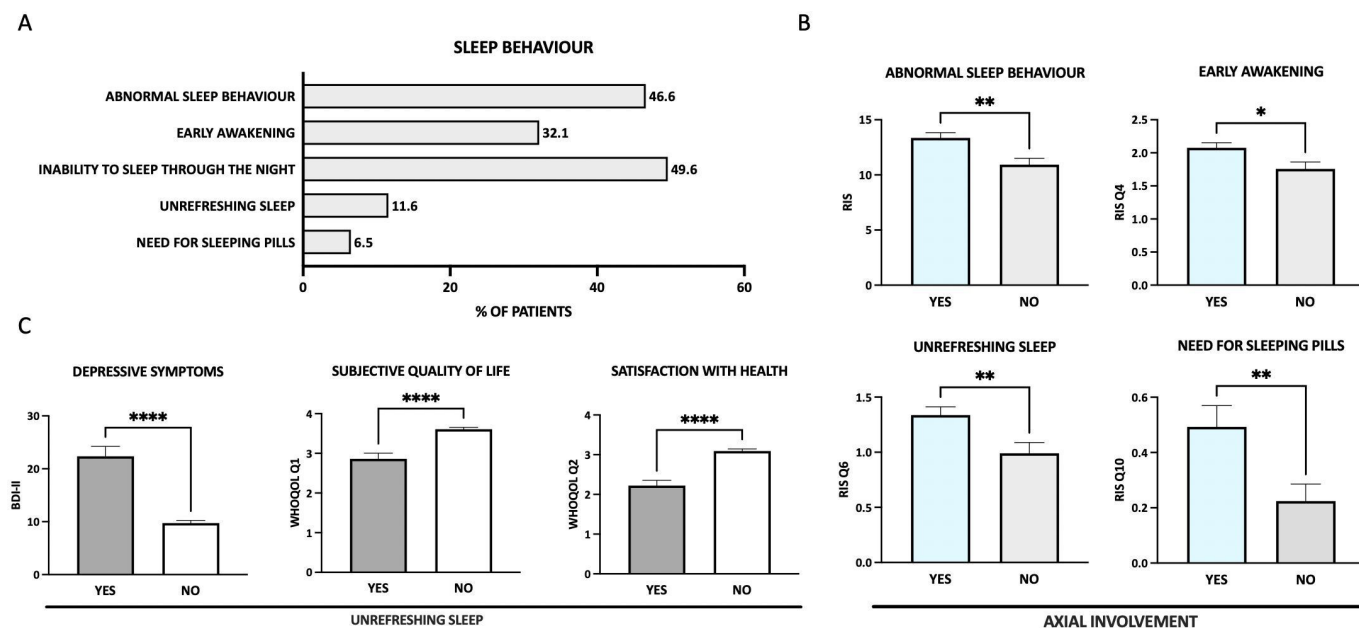 A
SLEEP BEHAVIOUR
ABNORMAL SLEEP BEHAVIOUR
46.6
EARLY AWAKENING
32.1
INABILITY TO SLEEP THROUGH THE NIGHT
49.6
UNREFRESHING SLEEP
11.6
NEED FOR SLEEPING PILLS
6.5
0 20 40 60
% OF PATIENTS
B
ABNORMAL SLEEP BEHAVIOUR
**
15
10
5
0
RIS
YES NO
EARLY AWAKENING
*
2.5
2.0
1.5
1.0
0.5
0.0
RIS Q4
YES NO
UNREFRESHING SLEEP
**
1.5
1.0
0.5
0.0
RIS Q6
YES NO
NEED FOR SLEEPING PILLS
**
0.6
0.4
0.2
0.0
RIS Q10
YES NO
AXIAL INVOLVEMENT
C
DEPRESSIVE SYMPTOMS
****
30
20
10
0
BDI-II
YES NO
SUBJECTIVE QUALITY OF LIFE
****
4
3
2
1
0
WHOQOL Q1
YES NO
SATISFACTION WITH HEALTH
****
4
3
2
1
0
WHOQOL Q2
YES NO
UNREFRESHING SLEEP